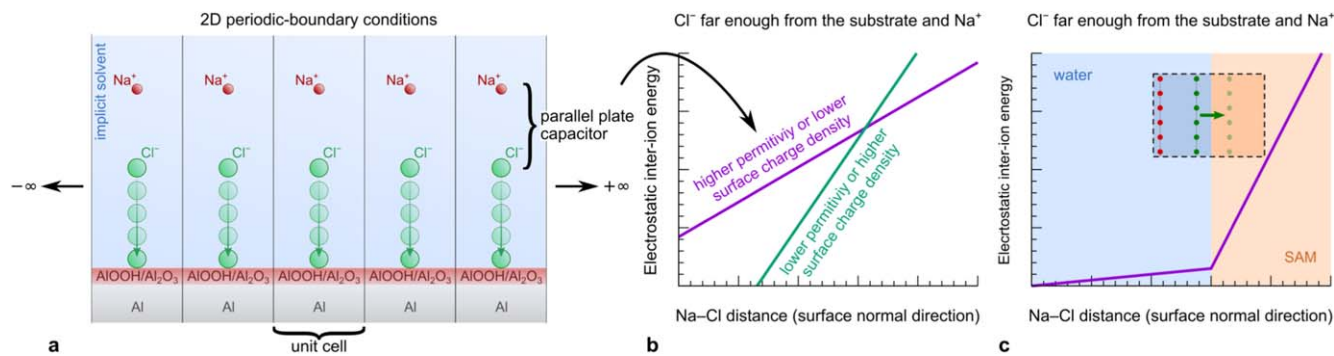 2D periodic-boundary conditions
implicit solvent
Na⁺ Na⁺ Na⁺ Na⁺ Na⁺
parallel plate
capacitor
Cl⁻ Cl⁻ Cl⁻ Cl⁻ Cl⁻
−∞
+∞
AlOOH/Al₂O₃ AlOOH/Al₂O₃ AlOOH/Al₂O₃ AlOOH/Al₂O₃ AlOOH/Al₂O₃
Al Al Al Al Al
unit cell
a
Cl⁻ far enough from the substrate and Na⁺
Electrostatic inter-ion energy
higher permitiviy or lower
surface charge density
lower permitiviy or higher
surface charge density
Na–Cl distance (surface normal direction)
b
Cl⁻ far enough from the substrate and Na⁺
Elecrtostatic inter-ion energy
water
SAM
Na–Cl distance (surface normal direction)
c